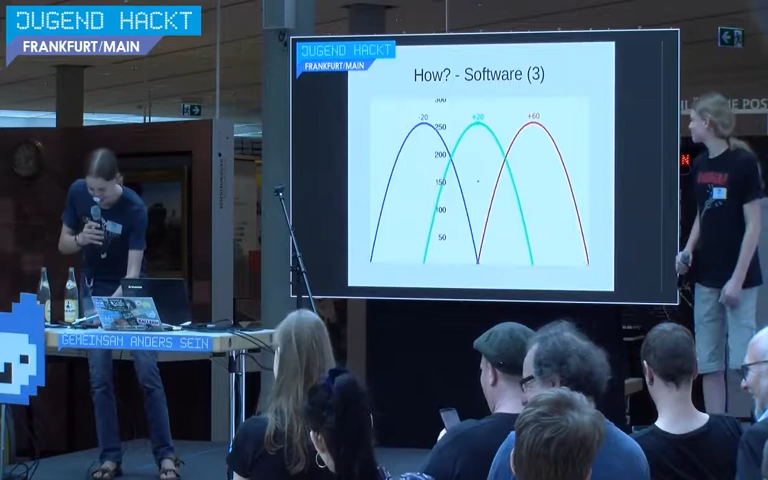 JUGEND HACKT
FRANKFURT/MAIN
JUGEND HACKT
FRANKFURT/MAIN
How? - Software (3)
300
250
200
150
100
50
-20
+20
+60
GEMEINSAM ANDERS SEIN